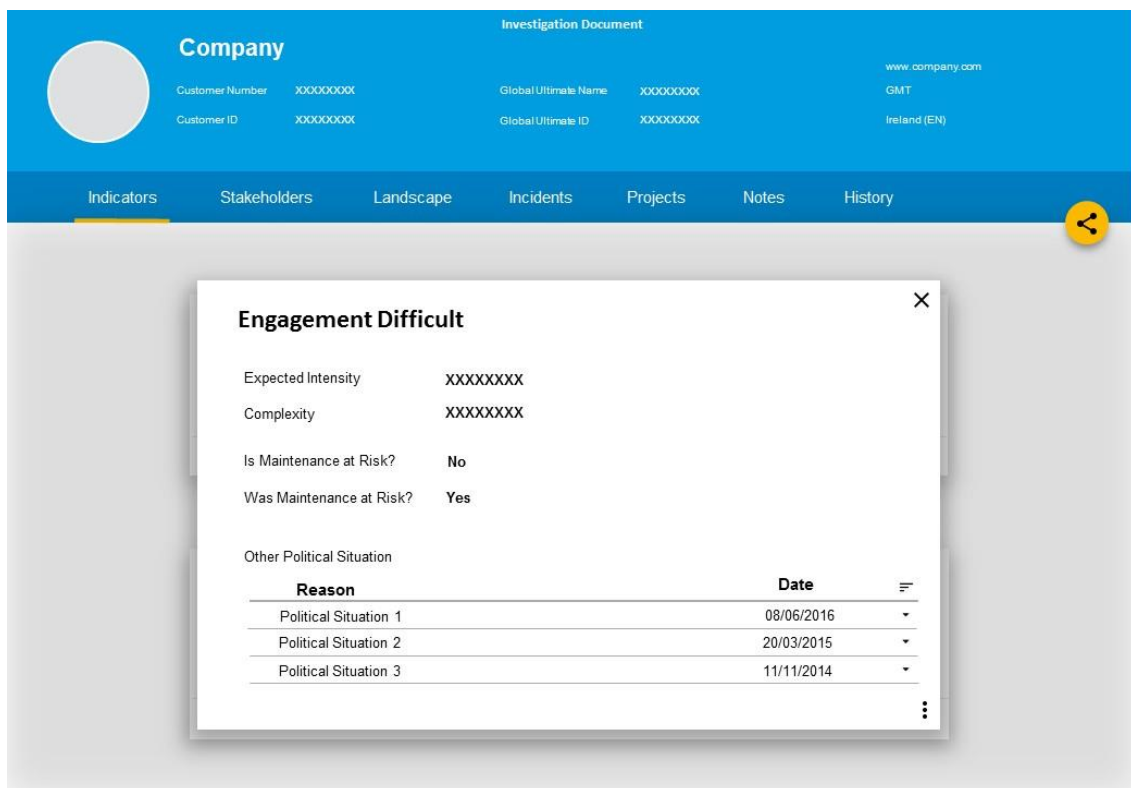 Investigation Document
Company
www.company.com
Customer Number XXXXXXXX Global Ultimate Name XXXXXXXX GMT
Customer ID XXXXXXXX Global Ultimate ID XXXXXXXX Ireland (EN)
Indicators Stakeholders Landscape Incidents Projects Notes History
Engagement Difficult
Expected Intensity XXXXXXXX
Complexity XXXXXXXX
Is Maintenance at Risk? No
Was Maintenance at Risk? Yes
Other Political Situation
Reason Date
Political Situation 1 08/06/2016
Political Situation 2 20/03/2015
Political Situation 3 11/11/2014